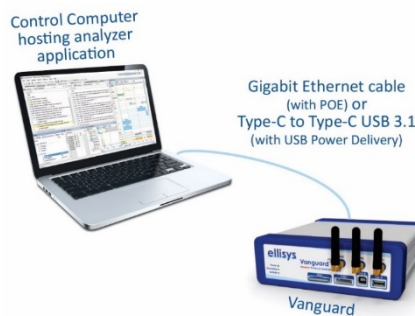 Control Computer
hosting analyzer
application
Gigabit Ethernet cable
(with POE) or
Type-C to Type-C USB 3.1
(with USB Power Delivery)
ellisys
Vanguard
Vanguard